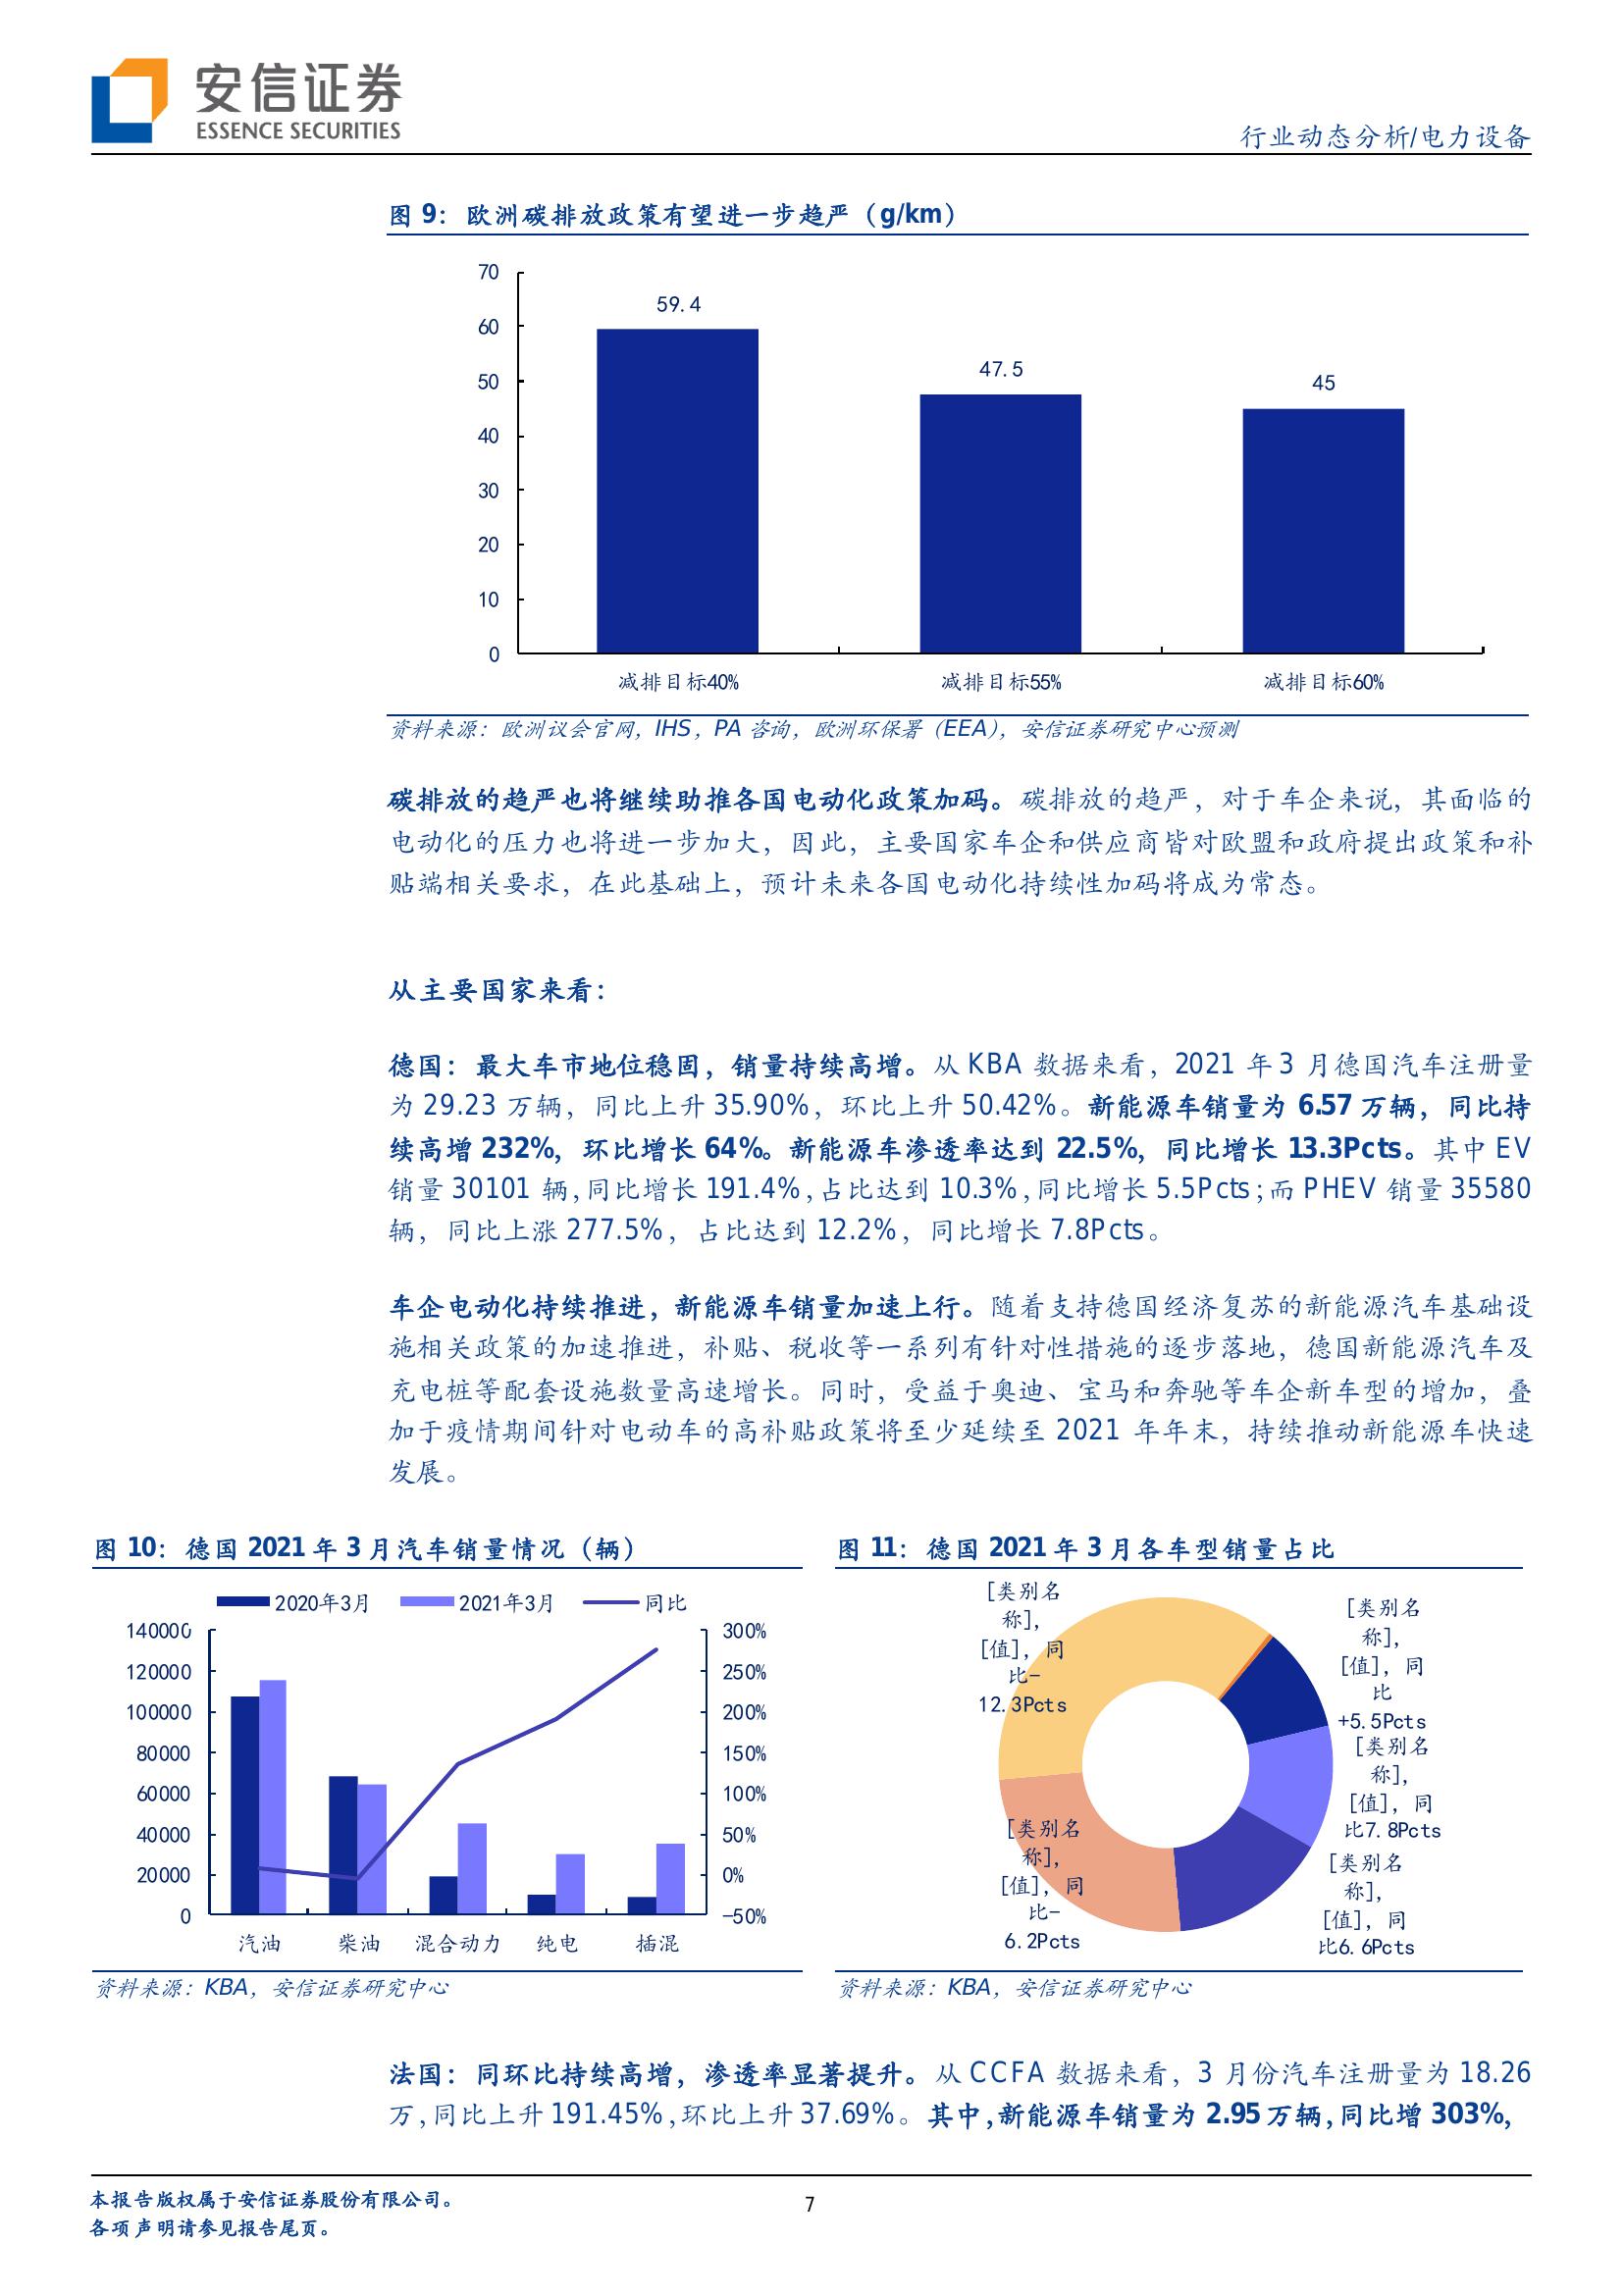 安信证券
ESSENCE SECURITIES
行业动态分析/电力设备
图 9：欧洲碳排放政策有望进一步趋严（g/km）
70
60
50
40
30
20
10
0
59.4
47.5
45
减排目标40%
减排目标55%
减排目标60%
资料来源：欧洲议会官网，IHS，PA 咨询，欧洲环保署（EEA），安信证券研究中心预测
碳排放的趋严也将继续助推各国电动化政策加码。碳排放的趋严，对于车企来说，其面临的
电动化的压力也将进一步加大，因此，主要国家车企和供应商皆对欧盟和政府提出政策和补
贴端相关要求，在此基础上，预计未来各国电动化持续性加码将成为常态。
从主要国家来看：
德国：最大车市地位稳固，销量持续高增。从 KBA 数据来看，2021 年 3 月德国汽车注册量
为 29.23 万辆，同比上升 35.90%，环比上升 50.42%。新能源车销量为 6.57 万辆，同比持
续高增 232%，环比增长 64%。新能源车渗透率达到 22.5%，同比增长 13.3Pcts。其中 EV
销量 30101 辆,同比增长 191.4%,占比达到 10.3%,同比增长 5.5Pcts;而 PHEV 销量 35580
辆，同比上涨 277.5%，占比达到 12.2%，同比增长 7.8Pcts。
车企电动化持续推进，新能源车销量加速上行。随着支持德国经济复苏的新能源汽车基础设
施相关政策的加速推进，补贴、税收等一系列有针对性措施的逐步落地，德国新能源汽车及
充电桩等配套设施数量高速增长。同时，受益于奥迪、宝马和奔驰等车企新车型的增加，叠
加于疫情期间针对电动车的高补贴政策将至少延续至 2021 年年末，持续推动新能源车快速
发展。
图 10：德国 2021 年 3 月汽车销量情况（辆）
2020年3月
2021年3月
同比
140000
120000
100000
80000
60000
40000
20000
0
300%
250%
200%
150%
100%
50%
0%
-50%
汽油
柴油
混合动力
纯电
插混
资料来源：KBA，安信证券研究中心
图 11：德国 2021 年 3 月各车型销量占比
[类别名
称],
[值], 同
比-
12.3Pcts
[类别名
称],
[值], 同
比
+5.5Pcts
[类别名
称],
[值], 同
比7.8Pcts
[类别名
称],
[值], 同
比-
6.2Pcts
[类别名
称],
[值], 同
比6.6Pcts
资料来源：KBA，安信证券研究中心
法国：同环比持续高增，渗透率显著提升。从 CCFA 数据来看，3 月份汽车注册量为 18.26
万,同比上升 191.45%,环比上升 37.69%。其中,新能源车销量为 2.95 万辆,同比增 303%,
本报告版权属于安信证券股份有限公司。
各项声明请参见报告尾页。
7